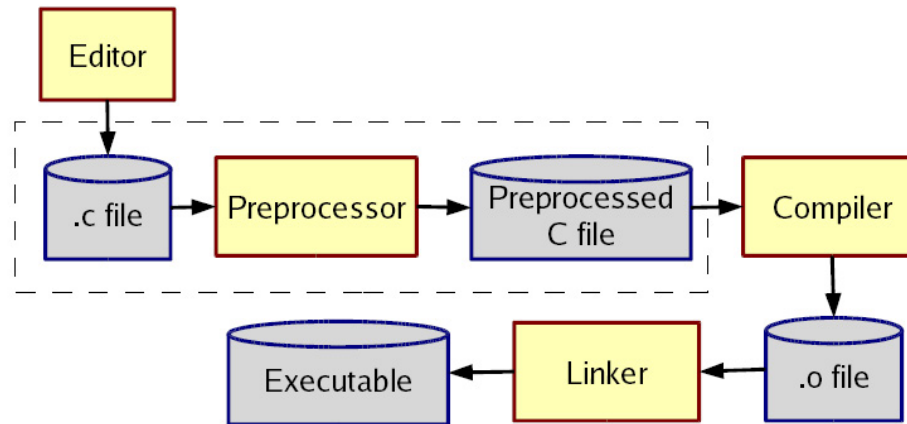 Editor
.c file
Preprocessor
Preprocessed
C file
Compiler
Executable
Linker
.o file